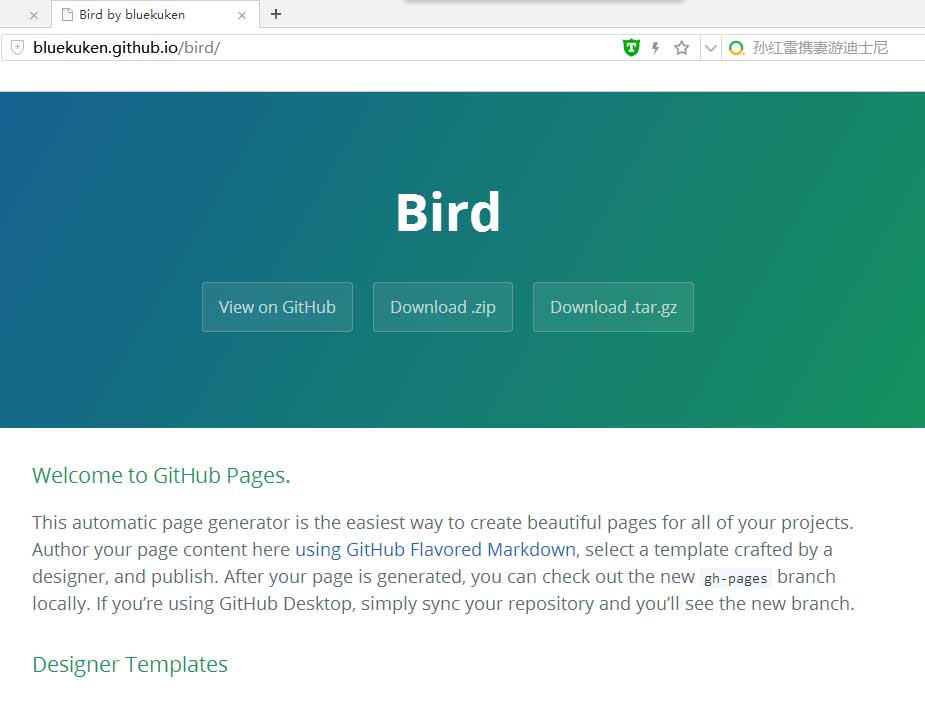 Bird by bluekuken
bluekuken.github.io/bird/
孙红雷携妻游迪士尼
Bird
View on GitHub
Download .zip
Download .tar.gz
Welcome to GitHub Pages.
This automatic page generator is the easiest way to create beautiful pages for all of your projects.
Author your page content here using GitHub Flavored Markdown, select a template crafted by a
designer, and publish. After your page is generated, you can check out the new gh-pages branch
locally. If you’re using GitHub Desktop, simply sync your repository and you’ll see the new branch.
Designer Templates